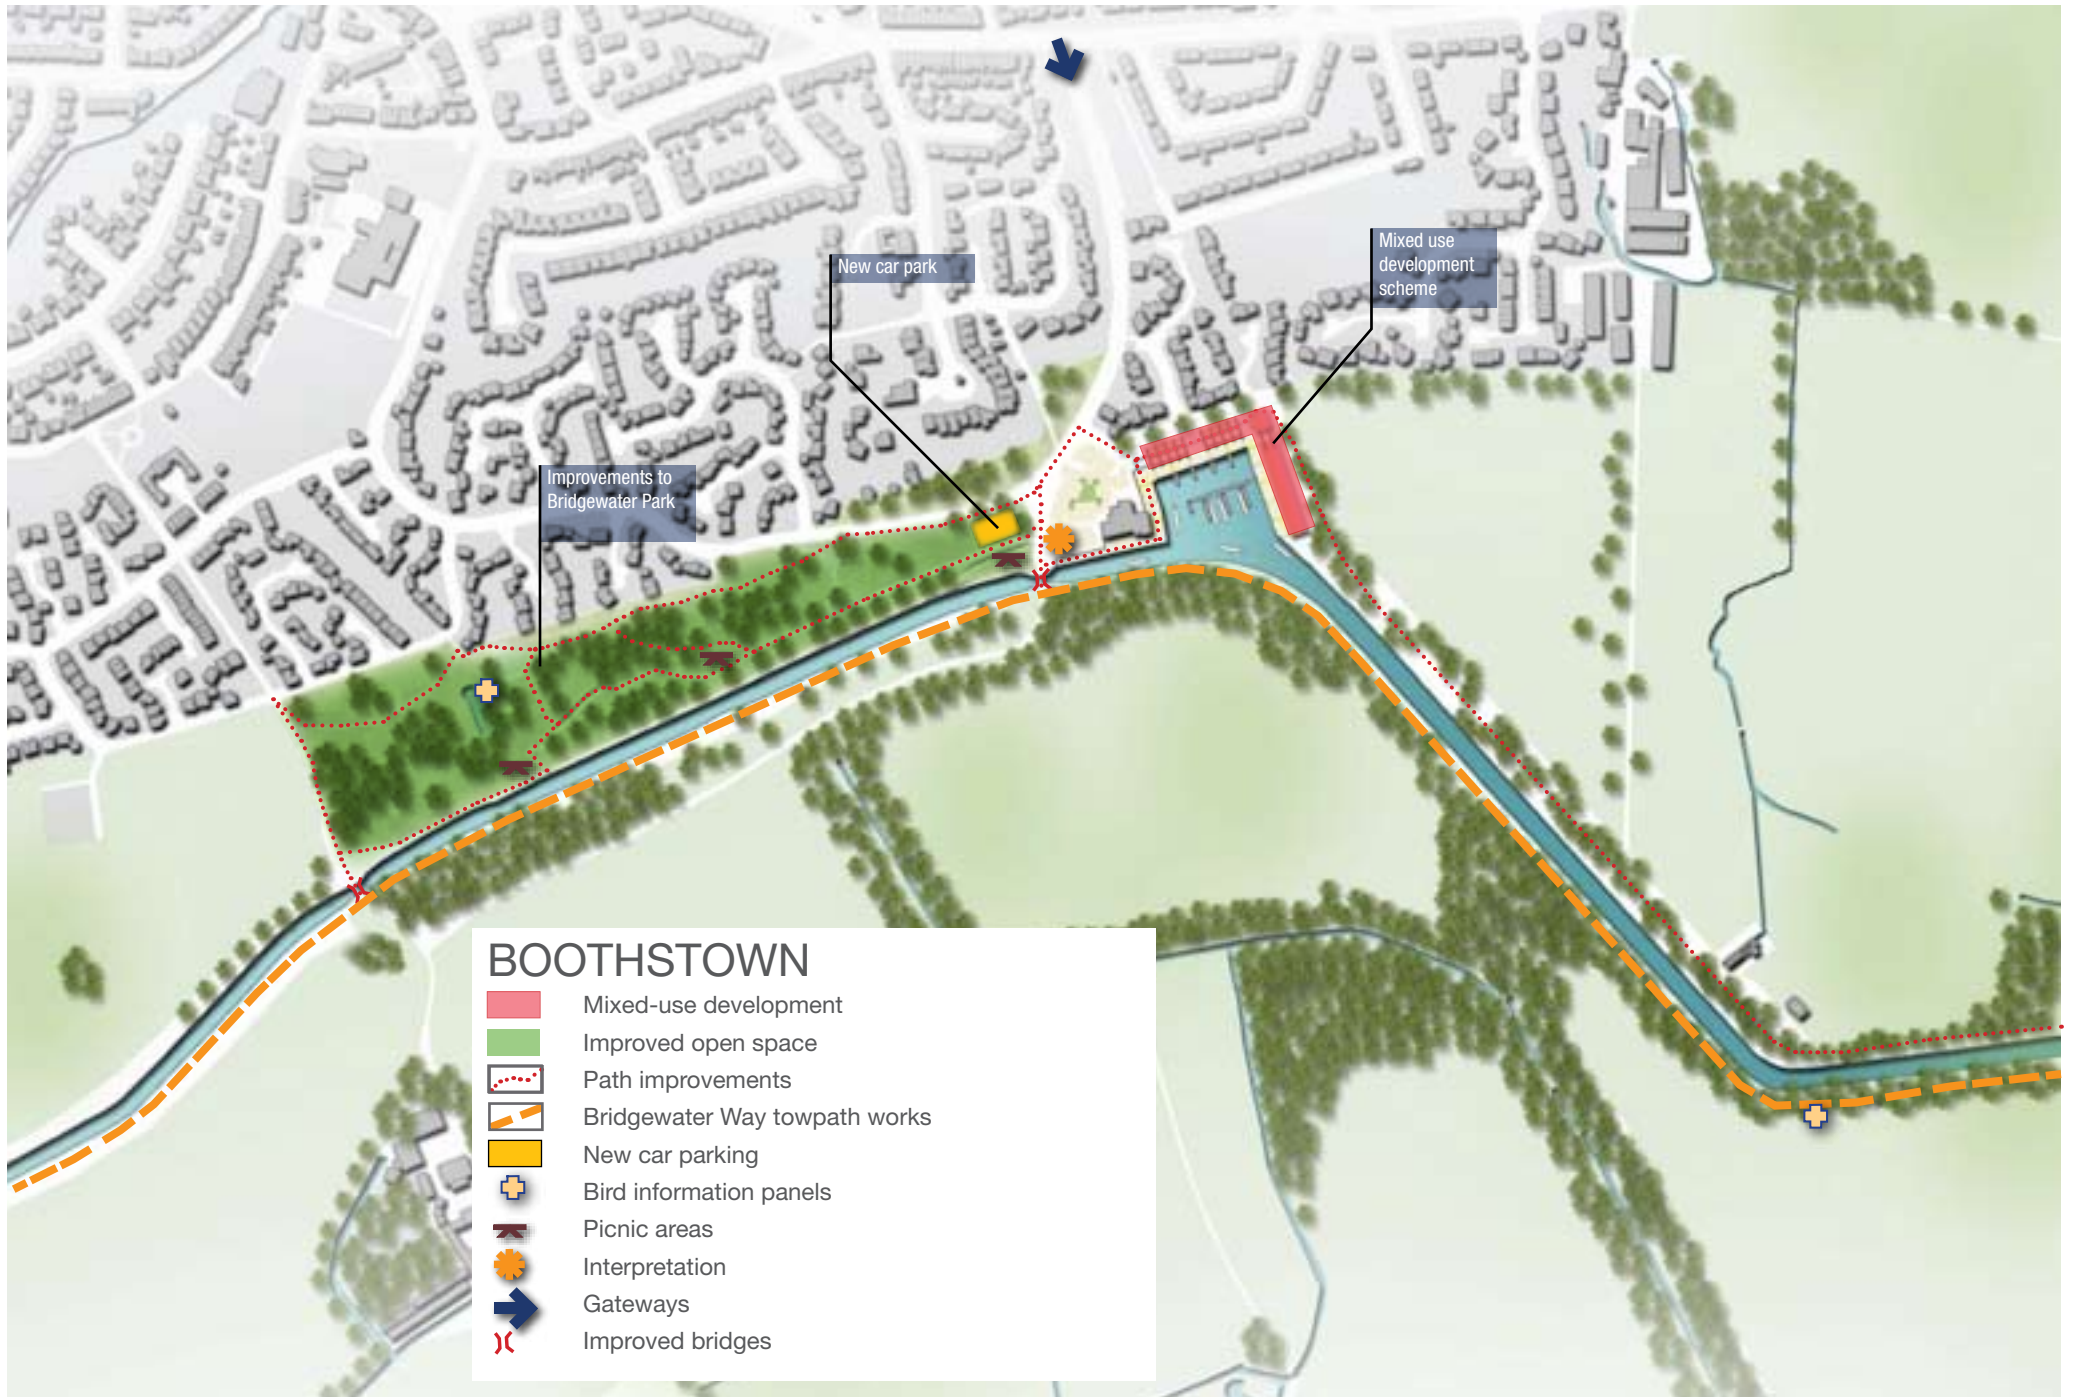 New car park
Mixed use
development
scheme
Improvements to
Bridgewater Park
BOOTHSTOWN
Mixed-use development
Improved open space
Path improvements
Bridgewater Way towpath works
New car parking
Bird information panels
Picnic areas
Interpretation
Gateways
Improved bridges